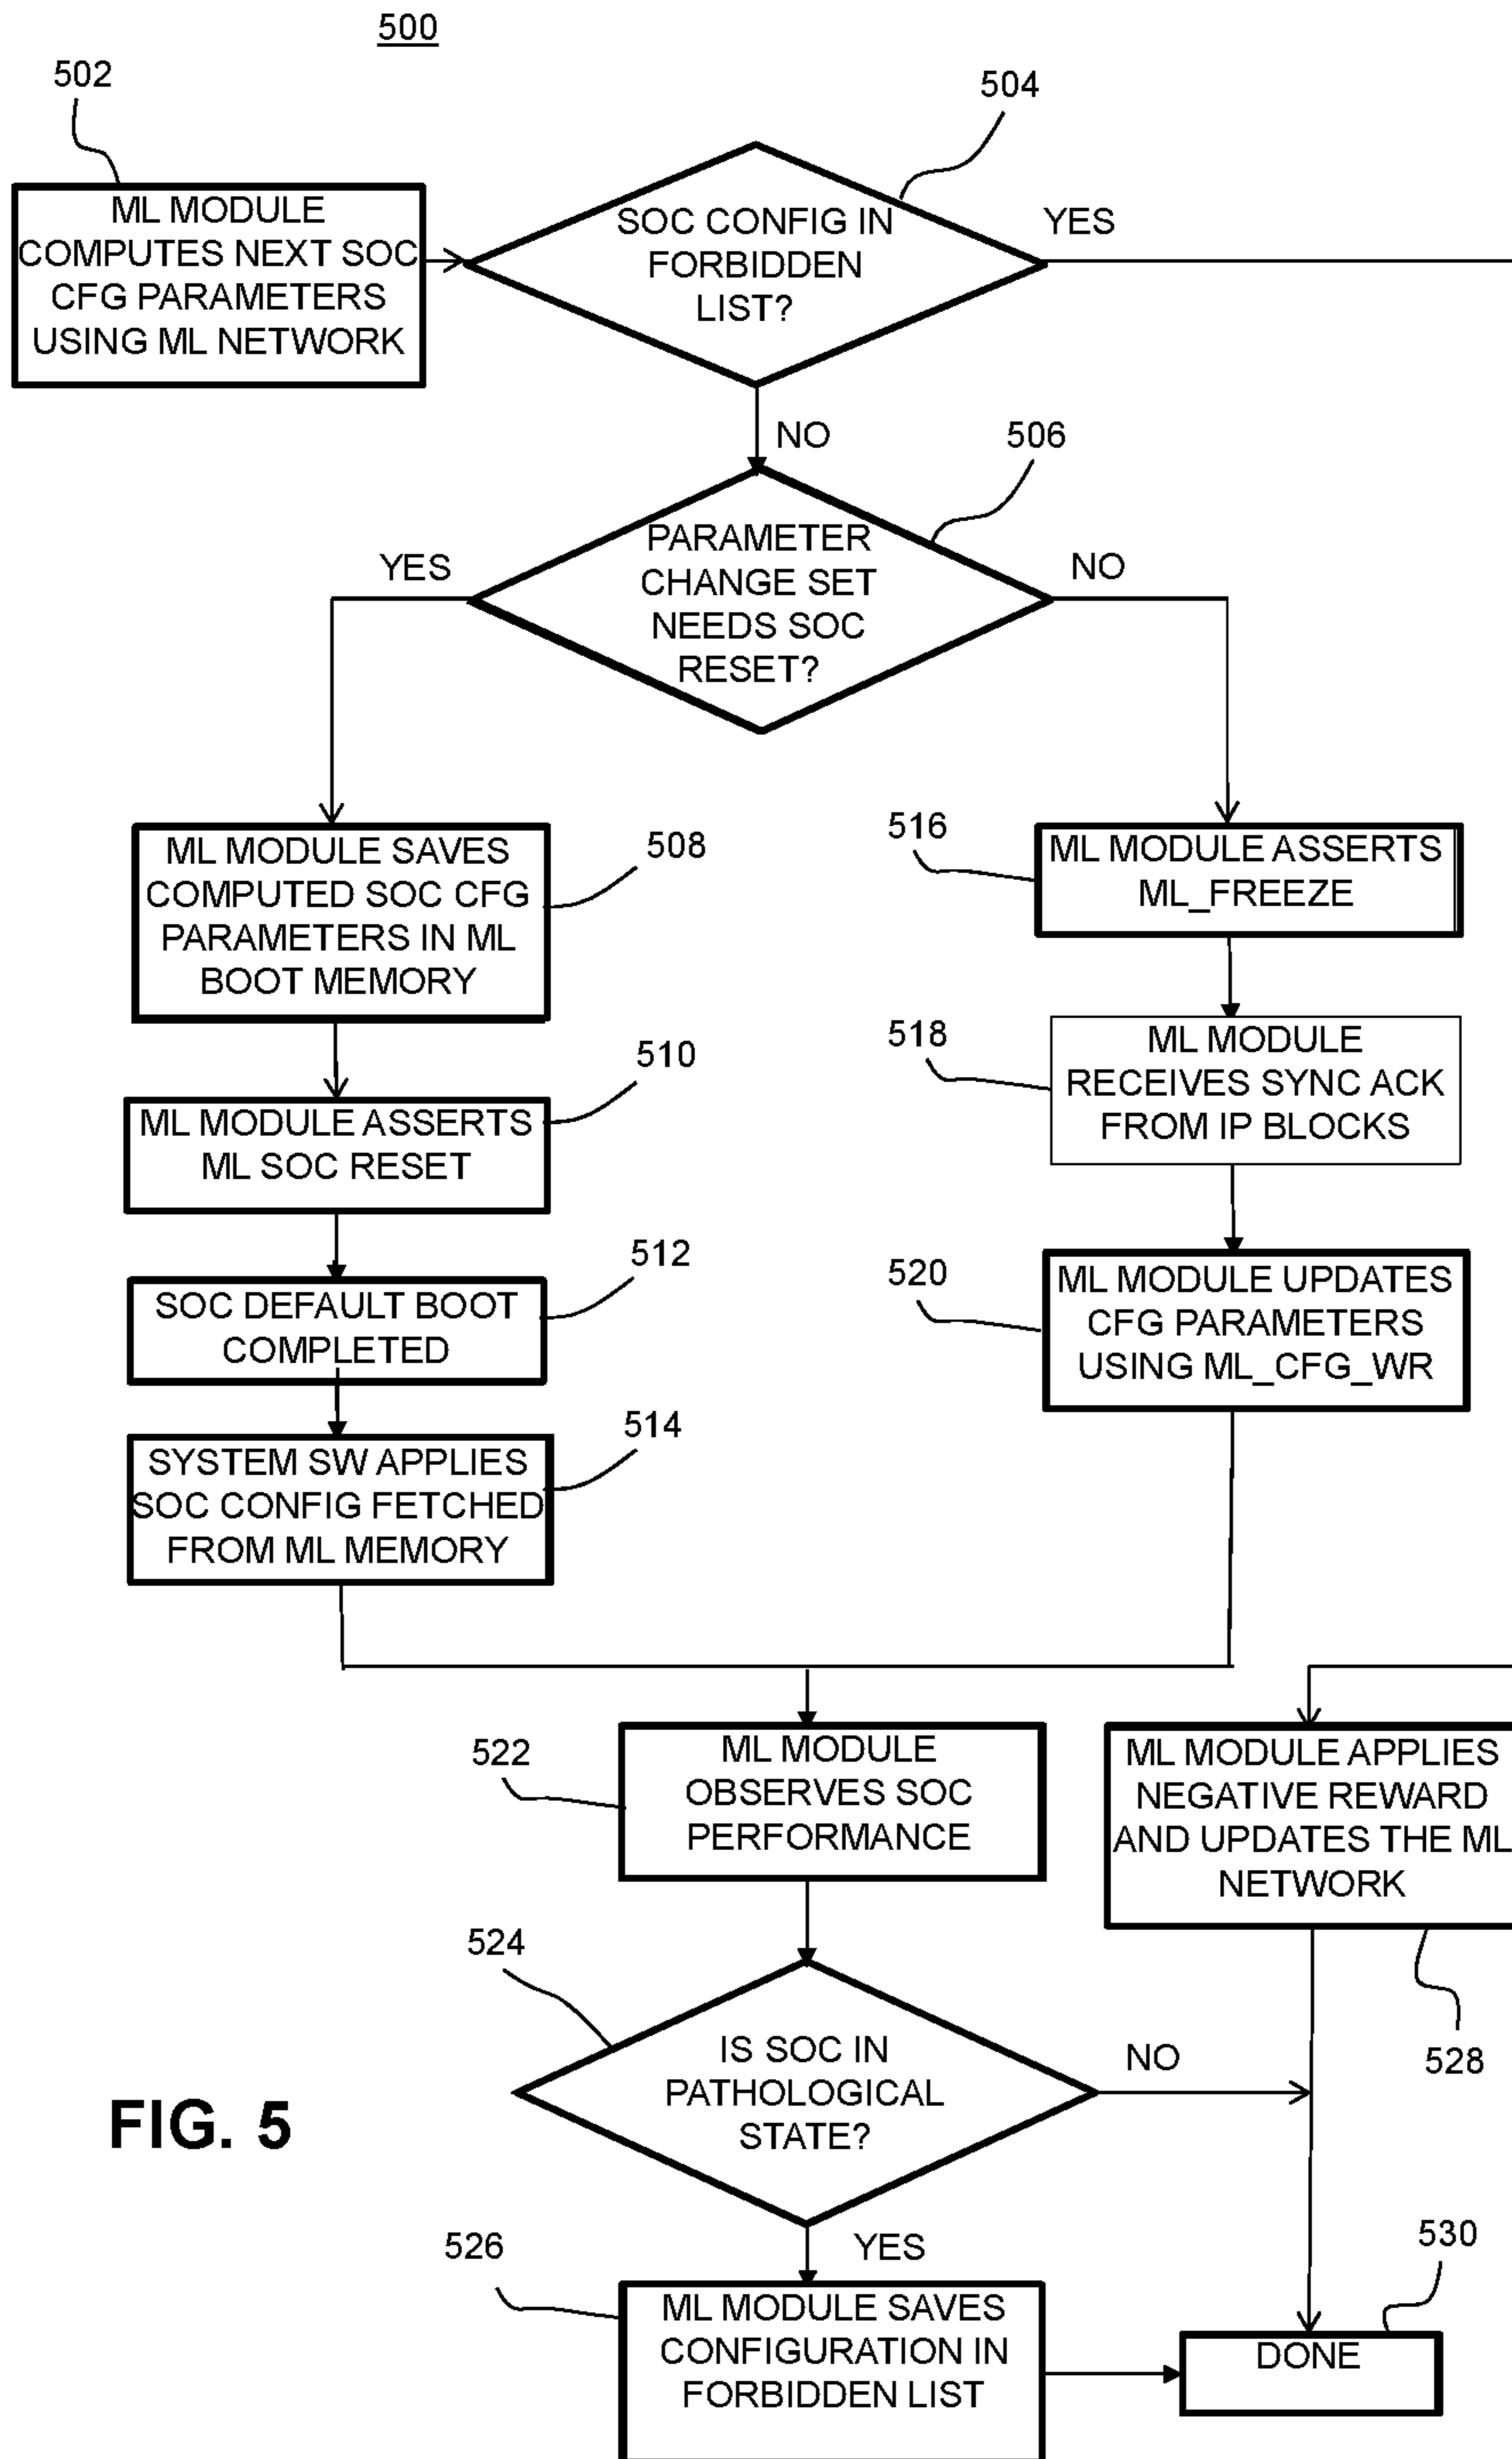 500
502
504
ML MODULE
COMPUTES NEXT SOC
CFG PARAMETERS
USING ML NETWORK
SOC CONFIG IN
FORBIDDEN
LIST?
YES
NO
506
PARAMETER
CHANGE SET
NEEDS SOC
RESET?
YES
NO
508
ML MODULE SAVES
COMPUTED SOC CFG
PARAMETERS IN ML
BOOT MEMORY
516
ML MODULE ASSERTS
ML_FREEZE
510
ML MODULE ASSERTS
ML SOC RESET
518
ML MODULE
RECEIVES SYNC ACK
FROM IP BLOCKS
512
SOC DEFAULT BOOT
COMPLETED
520
ML MODULE UPDATES
CFG PARAMETERS
USING ML_CFG_WR
514
SYSTEM SW APPLIES
SOC CONFIG FETCHED
FROM ML MEMORY
522
ML MODULE
OBSERVES SOC
PERFORMANCE
ML MODULE APPLIES
NEGATIVE REWARD
AND UPDATES THE ML
NETWORK
528
524
IS SOC IN
PATHOLOGICAL
STATE?
NO
YES
FIG. 5
526
ML MODULE SAVES
CONFIGURATION IN
FORBIDDEN LIST
530
DONE